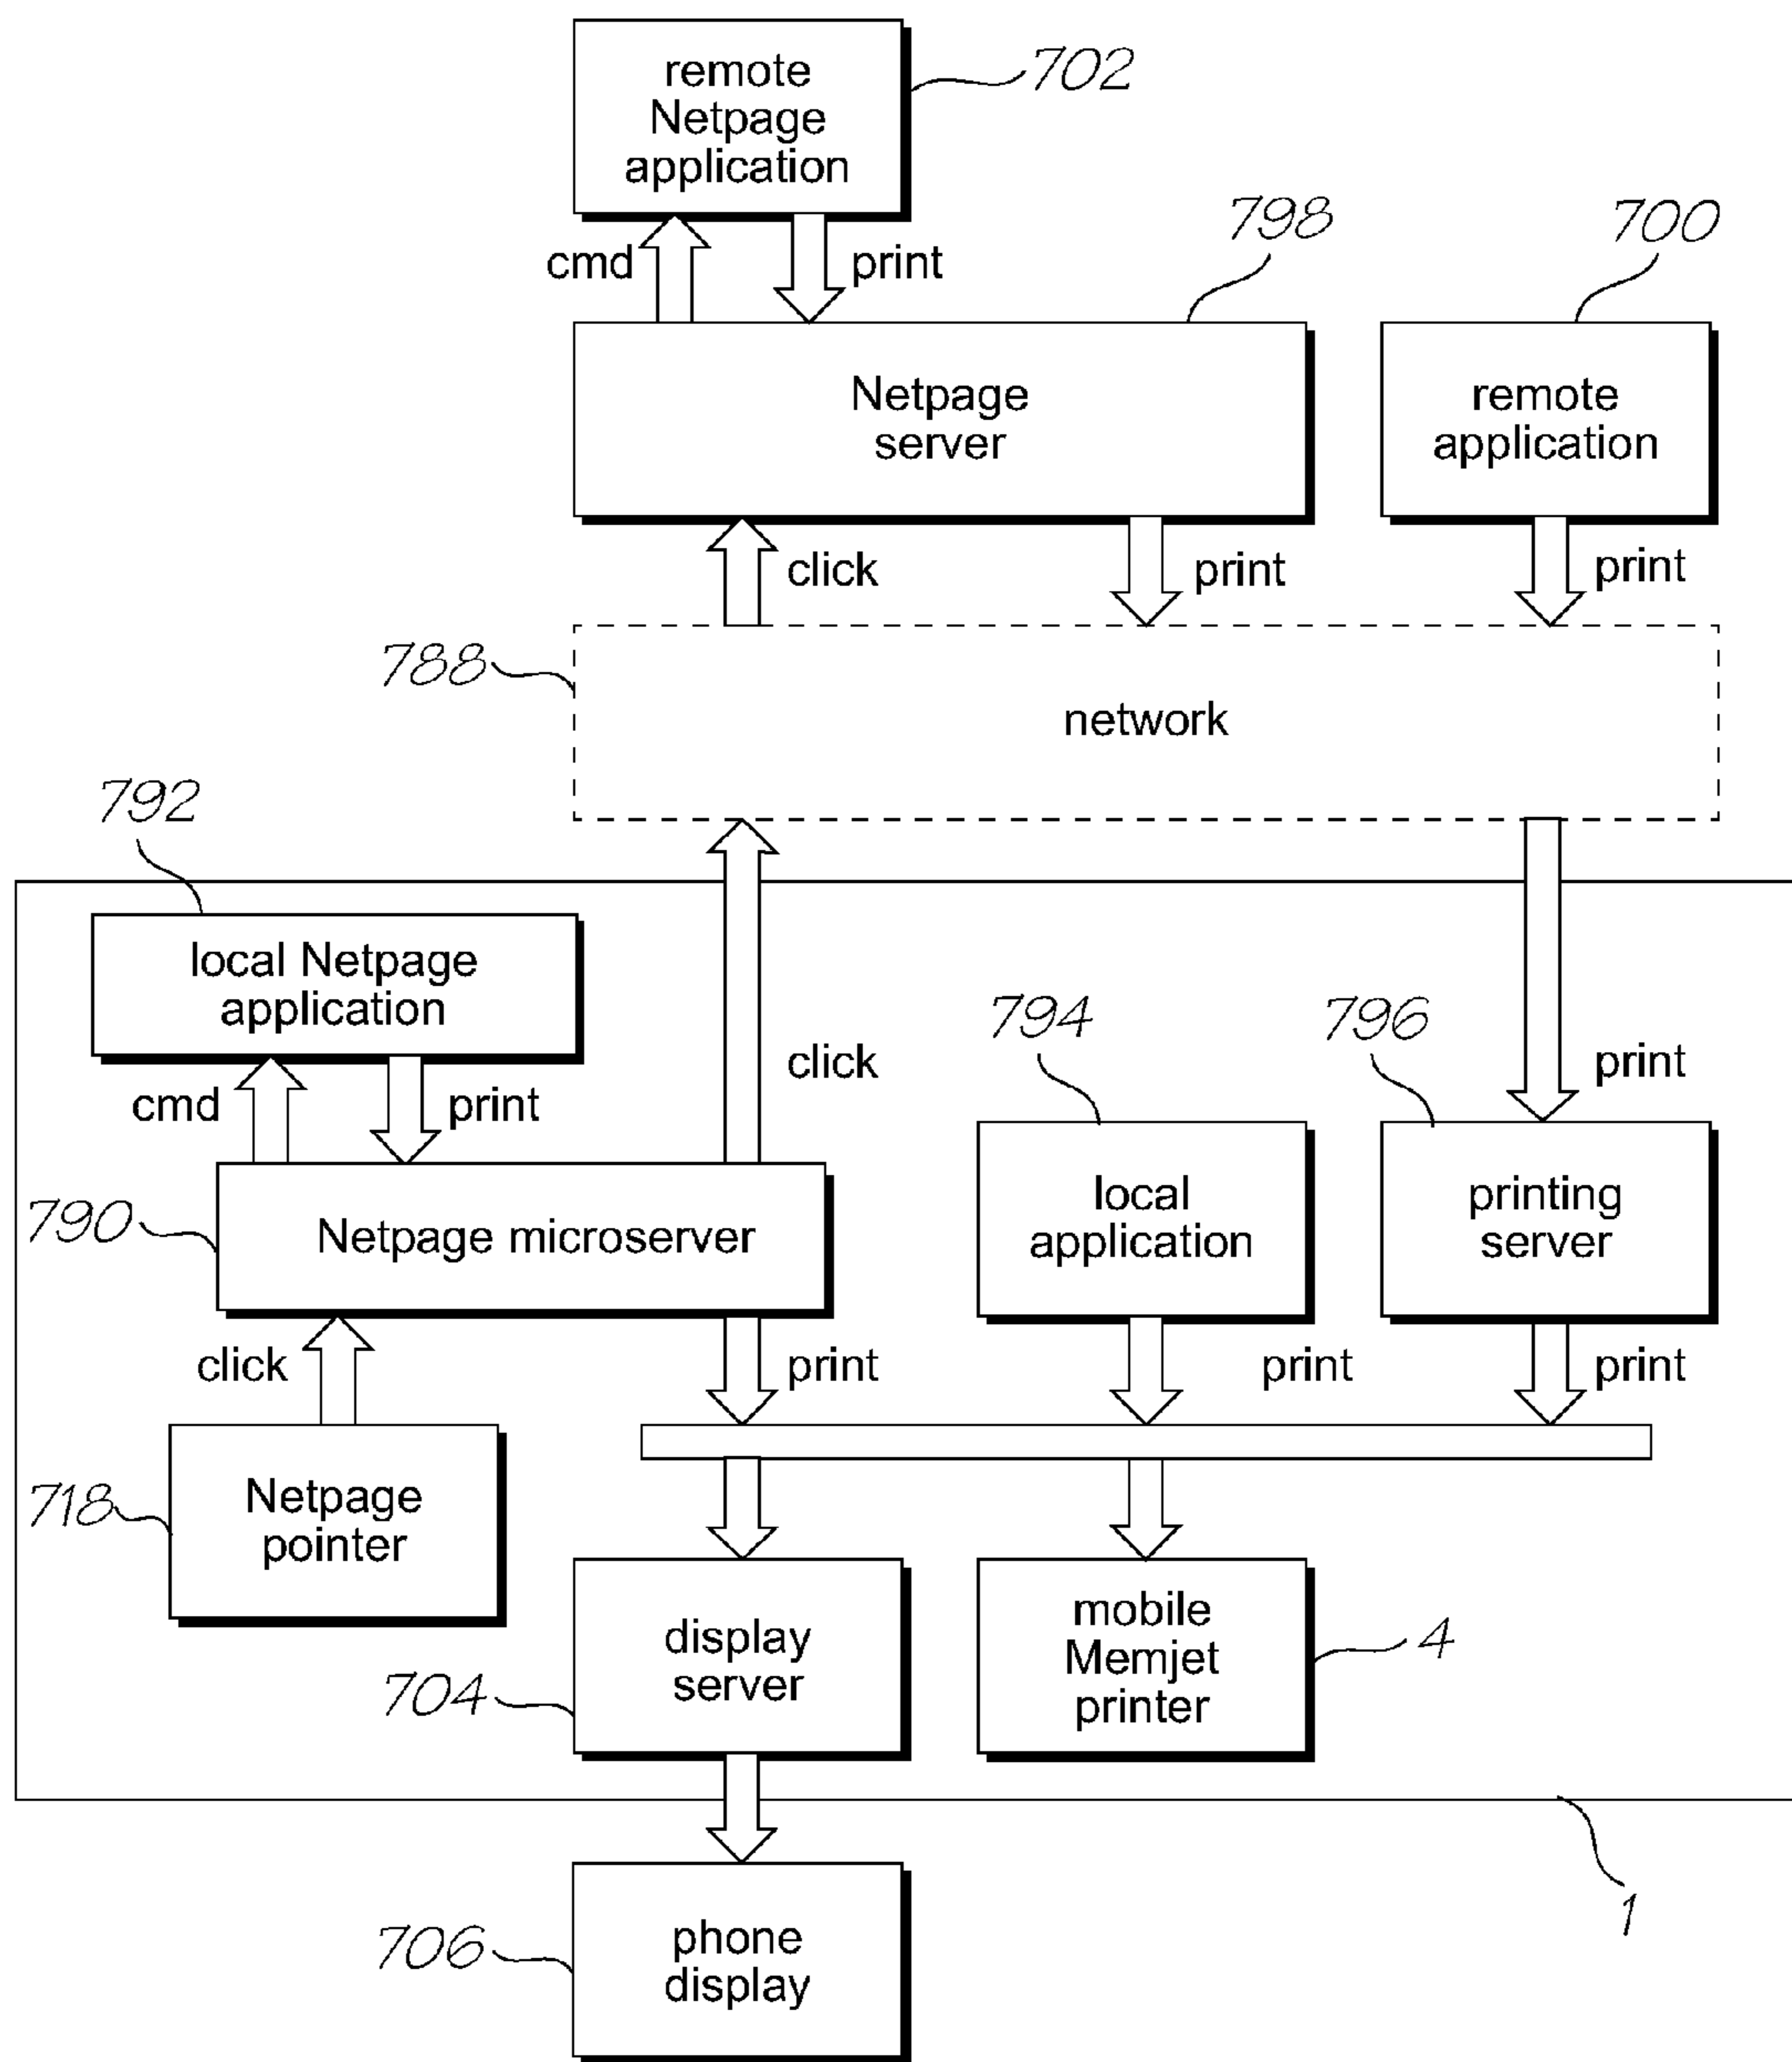 remote
Netpage
application
702
cmd
print
798
700
Netpage
server
remote
application
click
print
print
788
network
792
local Netpage
application
click
794
796
print
cmd
print
790
Netpage microserver
local
application
printing
server
click
print
print
print
718
Netpage
pointer
display
server
704
mobile
Memjet
printer
4
1
706
phone
display